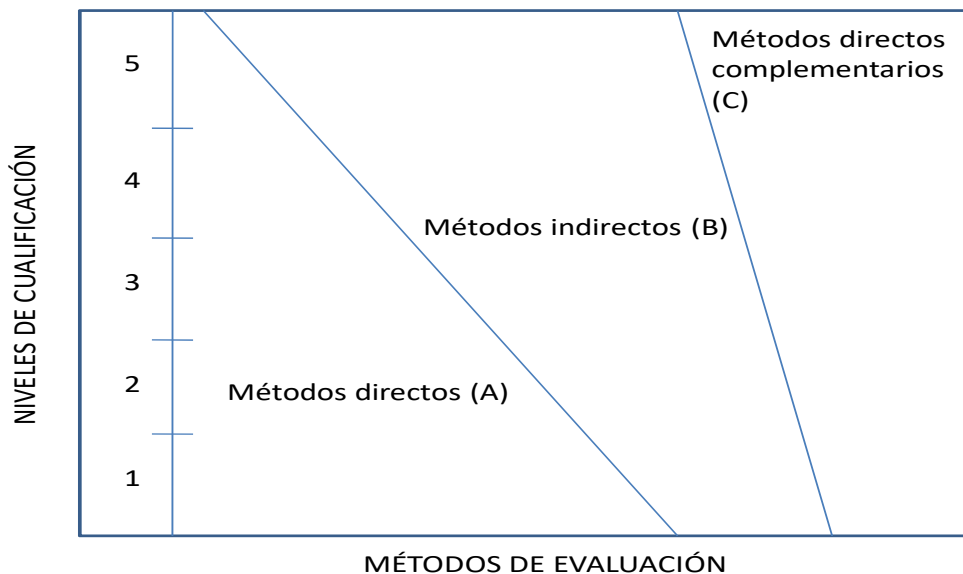 Métodos directos
complementarios
(C)
5
NIVELES DE CUALIFICACIÓN
4
Métodos indirectos (B)
3
2
Métodos directos (A)
1
MÉTODOS DE EVALUACIÓN